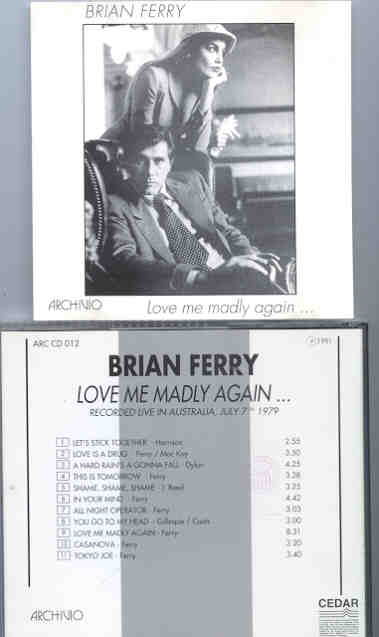 BRIAN FERRY
ARCHIVIO
Love me madly again ...
ARC CD 012
℗1991
BRIAN FERRY
LOVE ME MADLY AGAIN ...
RECORDED LIVE IN AUSTRALIA, JULY 7TH 1979
1 LET'S STICK TOGETHER - Harrison 2.55
2 LOVE IS A DRUG - Ferry / Mac Kay 3.50
3 A HARD RAIN'S A GONNA FALL - Dylan 4.25
4 THIS IS TOMORROW - Ferry 3.28
5 SHAME, SHAME, SHAME - J. Reed 3.25
6 IN YOUR MIND - Ferry 4.42
7 ALL NIGHT OPERATOR - Ferry 3.03
8 YOU GO TO MY HEAD - Gillespie / Coots 3.00
9 LOVE ME MADLY AGAIN - Ferry 8.31
10 CASANOVA - Ferry 3.20
11 TOKYO JOE - Ferry 3.40
ARCHIVIO
CEDAR